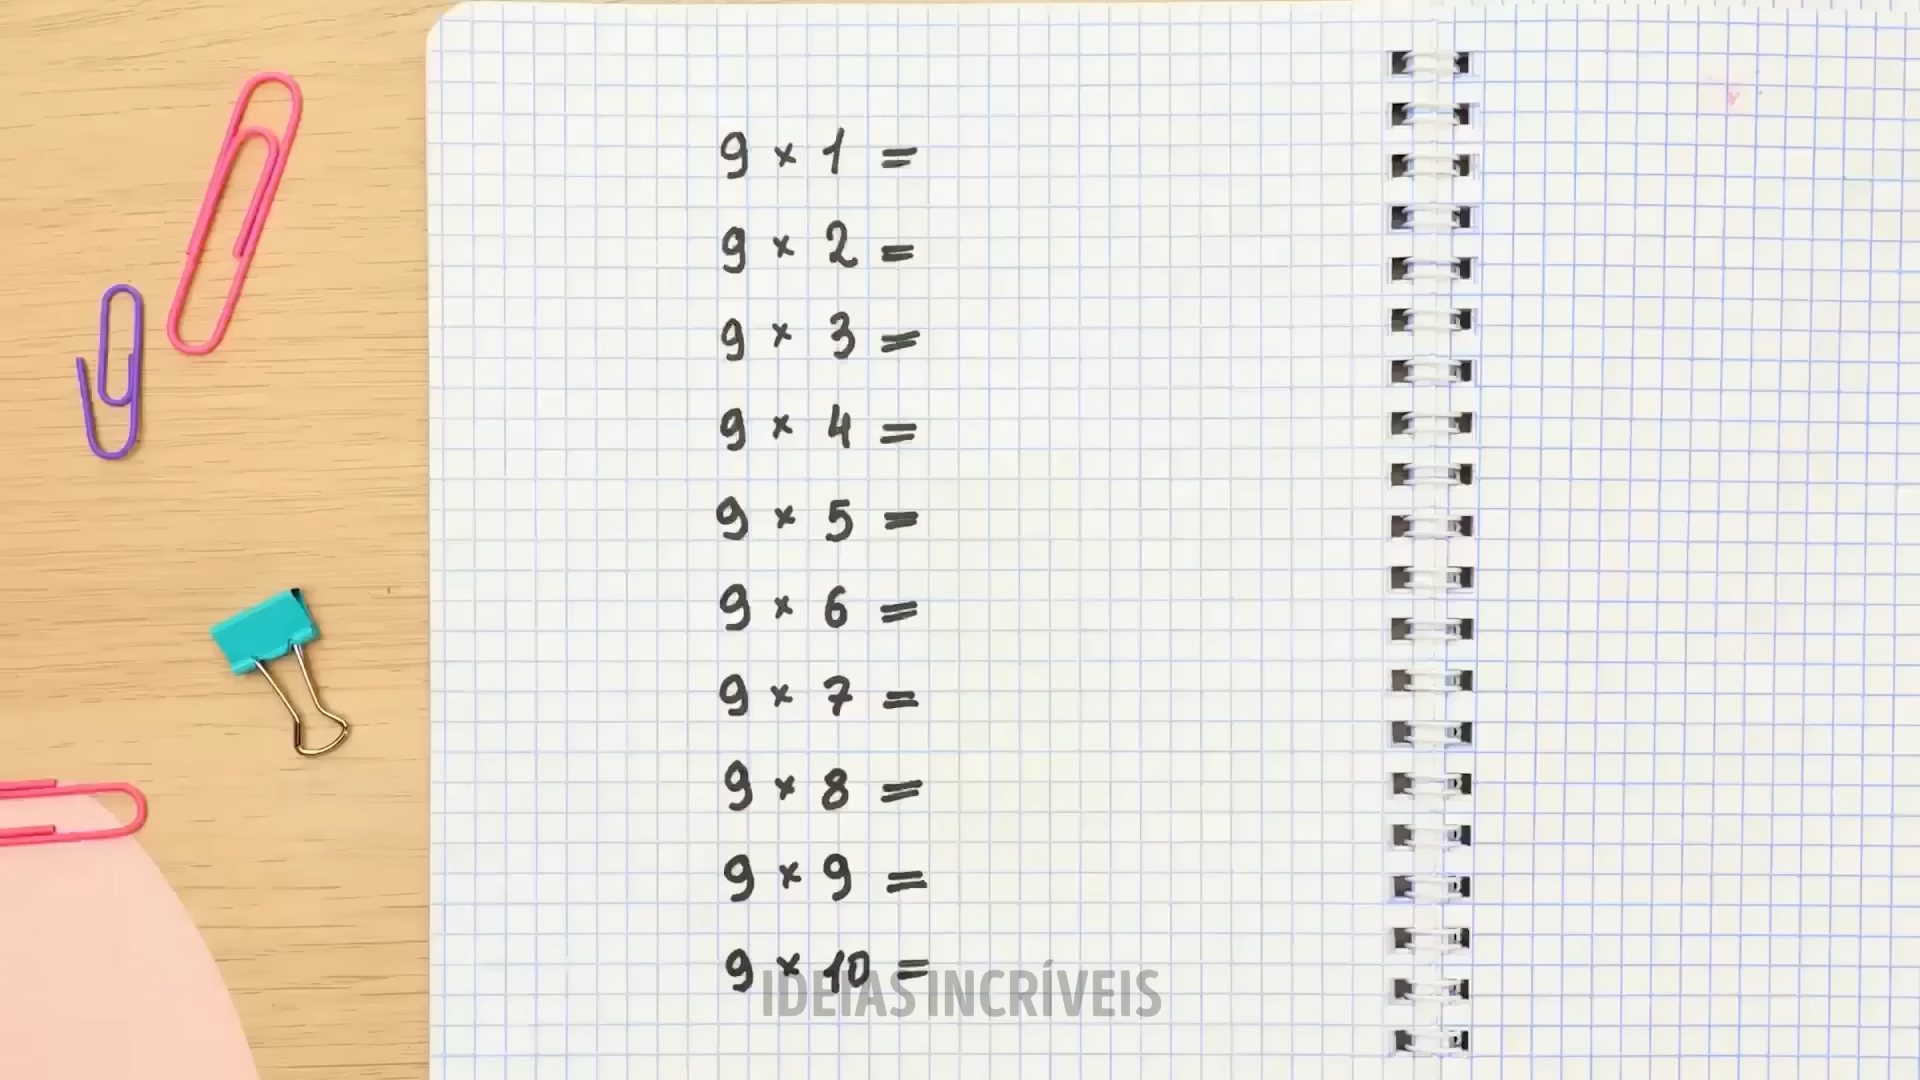 9 × 1 =
9 × 2 =
9 × 3 =
9 × 4 =
9 × 5 =
9 × 6 =
9 × 7 =
9 × 8 =
9 × 9 =
9 × 10 =
IDEIAS INCRÍVEIS